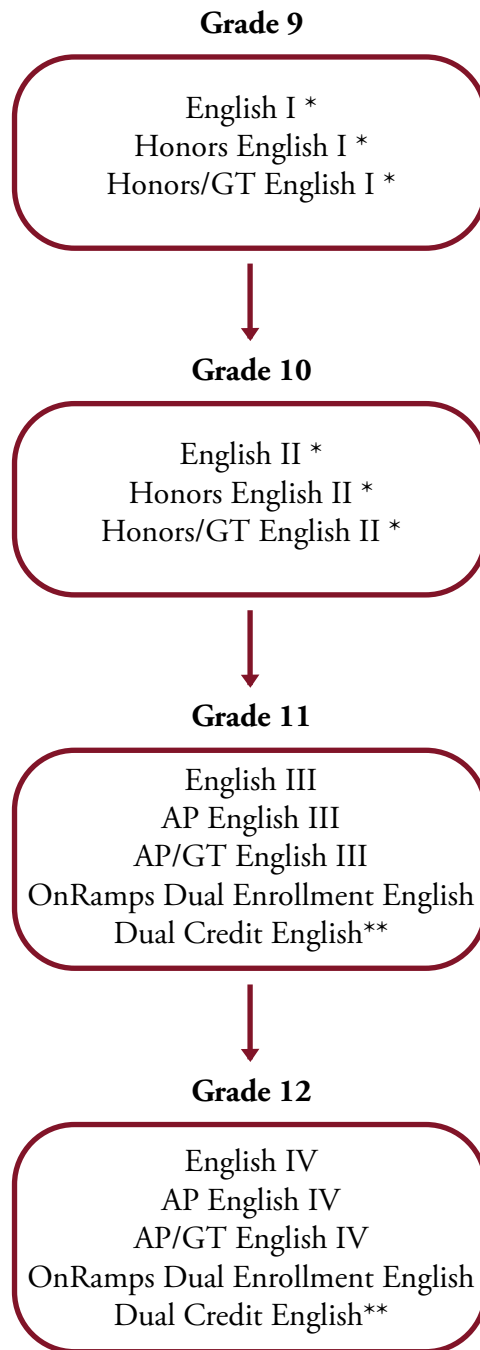 Grade 9
English I *
Honors English I *
Honors/GT English I *
Grade 10
English II *
Honors English II *
Honors/GT English II *
Grade 11
English III
AP English III
AP/GT English III
OnRamps Dual Enrollment English
Dual Credit English**
Grade 12
English IV
AP English IV
AP/GT English IV
OnRamps Dual Enrollment English
Dual Credit English**